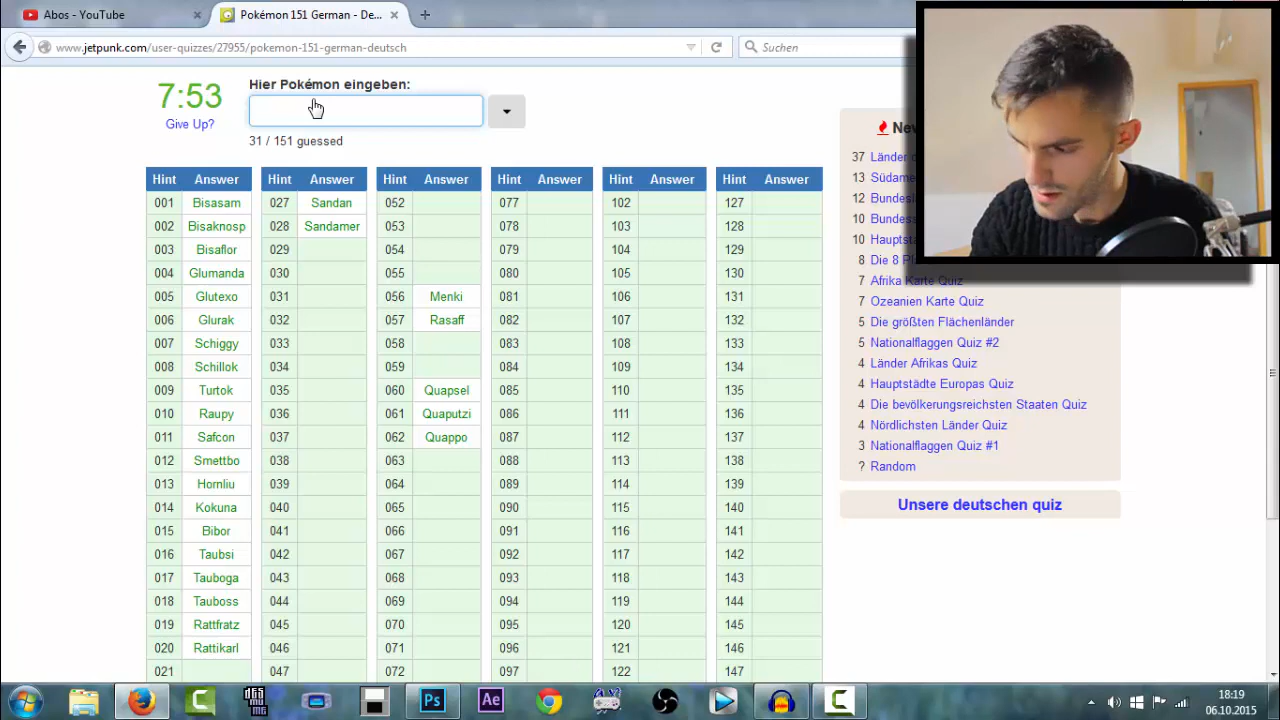 Abos - YouTube
Pokémon 151 German - De...
www.jetpunk.com/user-quizzes/27955/pokemon-151-german-deutsch
Suchen
7:53
Give Up?
Hier Pokémon eingeben:
31 / 151 guessed
Hint Answer Hint Answer Hint Answer Hint Answer Hint Answer Hint Answer
001 Bisasam 027 Sandan 052 077 102 127
002 Bisaknosp 028 Sandamer 053 078 103 128
003 Bisaflor 029 054 079 104 129
004 Glumanda 030 055 080 105 130
005 Glutexo 031 056 Menki 081 106 131
006 Glurak 032 057 Rasaff 082 107 132
007 Schiggy 033 058 083 108 133
008 Schillok 034 059 084 109 134
009 Turtok 035 060 Quapsel 085 110 135
010 Raupy 036 061 Quaputzi 086 111 136
011 Safcon 037 062 Quappo 087 112 137
012 Smettbo 038 063 088 113 138
013 Hornliu 039 064 089 114 139
014 Kokuna 040 065 090 115 140
015 Bibor 041 066 091 116 141
016 Taubsi 042 067 092 117 142
017 Tauboga 043 068 093 118 143
018 Tauboss 044 069 094 119 144
019 Rattfratz 045 070 095 120 145
020 Rattikarl 046 071 096 121 146
021 047 072 097 122 147
37 Länder
13 Südame
12 Bundesl
10 Bundess
10 Hauptsta
8 Die 8 Pl
7 Afrika Karte Quiz
7 Ozeanien Karte Quiz
5 Die größten Flächenländer
5 Nationalflaggen Quiz #2
4 Länder Afrikas Quiz
4 Hauptstädte Europas Quiz
4 Die bevölkerungsreichsten Staaten Quiz
4 Nördlichsten Länder Quiz
3 Nationalflaggen Quiz #1
? Random
Unsere deutschen quiz
Ps
Ae
18:19
06.10.2015